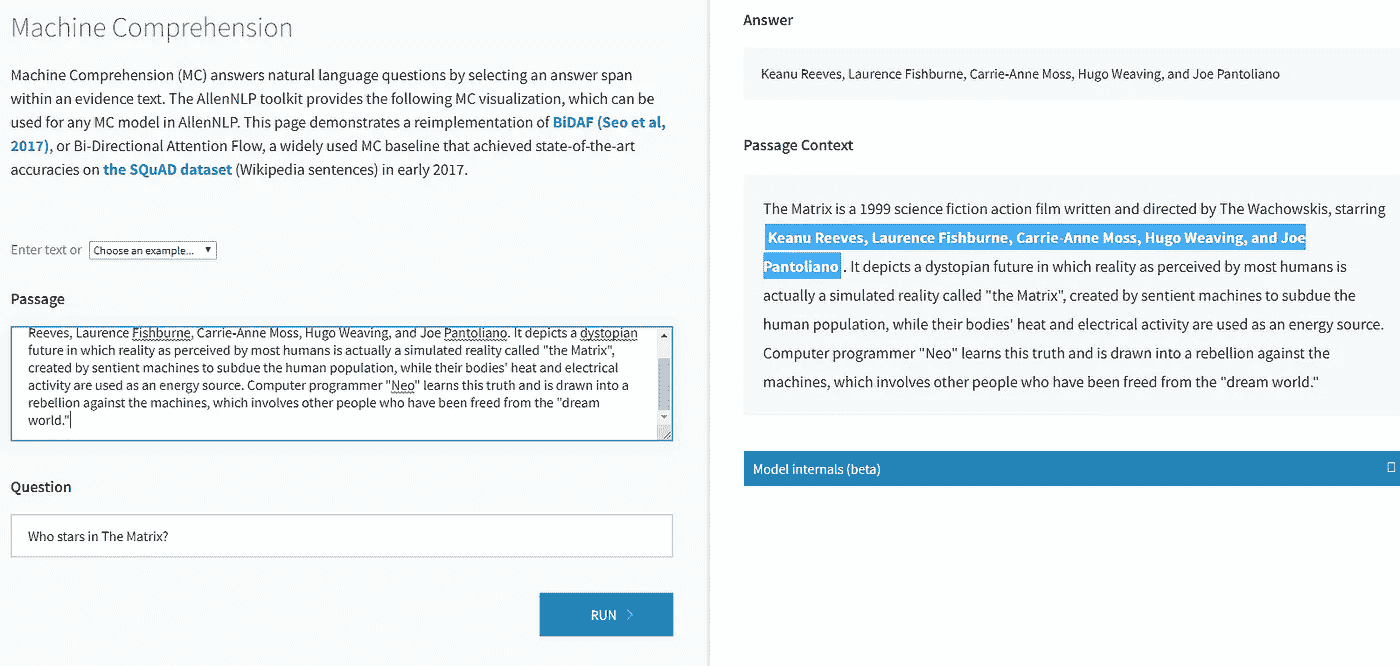 Machine Comprehension
Machine Comprehension (MC) answers natural language questions by selecting an answer span
within an evidence text. The AllenNLP toolkit provides the following MC visualization, which can be
used for any MC model in AllenNLP. This page demonstrates a reimplementation of BiDAF (Seo et al,
2017), or Bi-Directional Attention Flow, a widely used MC baseline that achieved state-of-the-art
accuracies on the SQuAD dataset (Wikipedia sentences) in early 2017.
Enter text or Choose an example...
Passage
Reeves, Laurence Fishburne, Carrie-Anne Moss, Hugo Weaving, and Joe Pantoliano. It depicts a dystopian
future in which reality as perceived by most humans is actually a simulated reality called "the Matrix",
created by sentient machines to subdue the human population, while their bodies' heat and electrical
activity are used as an energy source. Computer programmer "Neo" learns this truth and is drawn into a
rebellion against the machines, which involves other people who have been freed from the "dream
world."
Question
Who stars in The Matrix?
RUN
Answer
Keanu Reeves, Laurence Fishburne, Carrie-Anne Moss, Hugo Weaving, and Joe Pantoliano
Passage Context
The Matrix is a 1999 science fiction action film written and directed by The Wachowskis, starring
Keanu Reeves, Laurence Fishburne, Carrie-Anne Moss, Hugo Weaving, and Joe
Pantoliano . It depicts a dystopian future in which reality as perceived by most humans is
actually a simulated reality called "the Matrix", created by sentient machines to subdue the
human population, while their bodies' heat and electrical activity are used as an energy source.
Computer programmer "Neo" learns this truth and is drawn into a rebellion against the
machines, which involves other people who have been freed from the "dream world."
Model internals (beta)